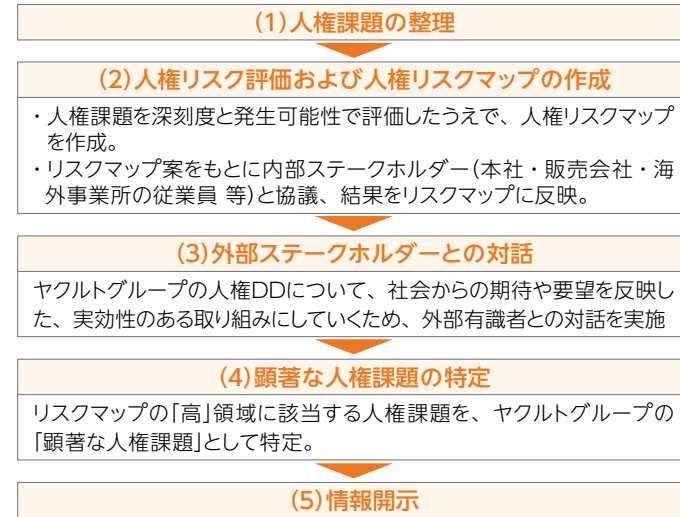 (1)人権課題の整理
(2)人権リスク評価および人権リスクマップの作成
・人権課題を深刻度と発生可能性で評価したうえで、人権リスクマップ
を作成。
・リスクマップ案をもとに内部ステークホルダー(本社・販売会社・海
外事業所の従業員 等)と協議、結果をリスクマップに反映。
(3)外部ステークホルダーとの対話
ヤクルトグループの人権DDについて、社会からの期待や要望を反映し
た、実効性のある取り組みにしていくため、外部有識者との対話を実施
(4)顕著な人権課題の特定
リスクマップの「高」領域に該当する人権課題を、ヤクルトグループの
「顕著な人権課題」として特定。
(5)情報開示